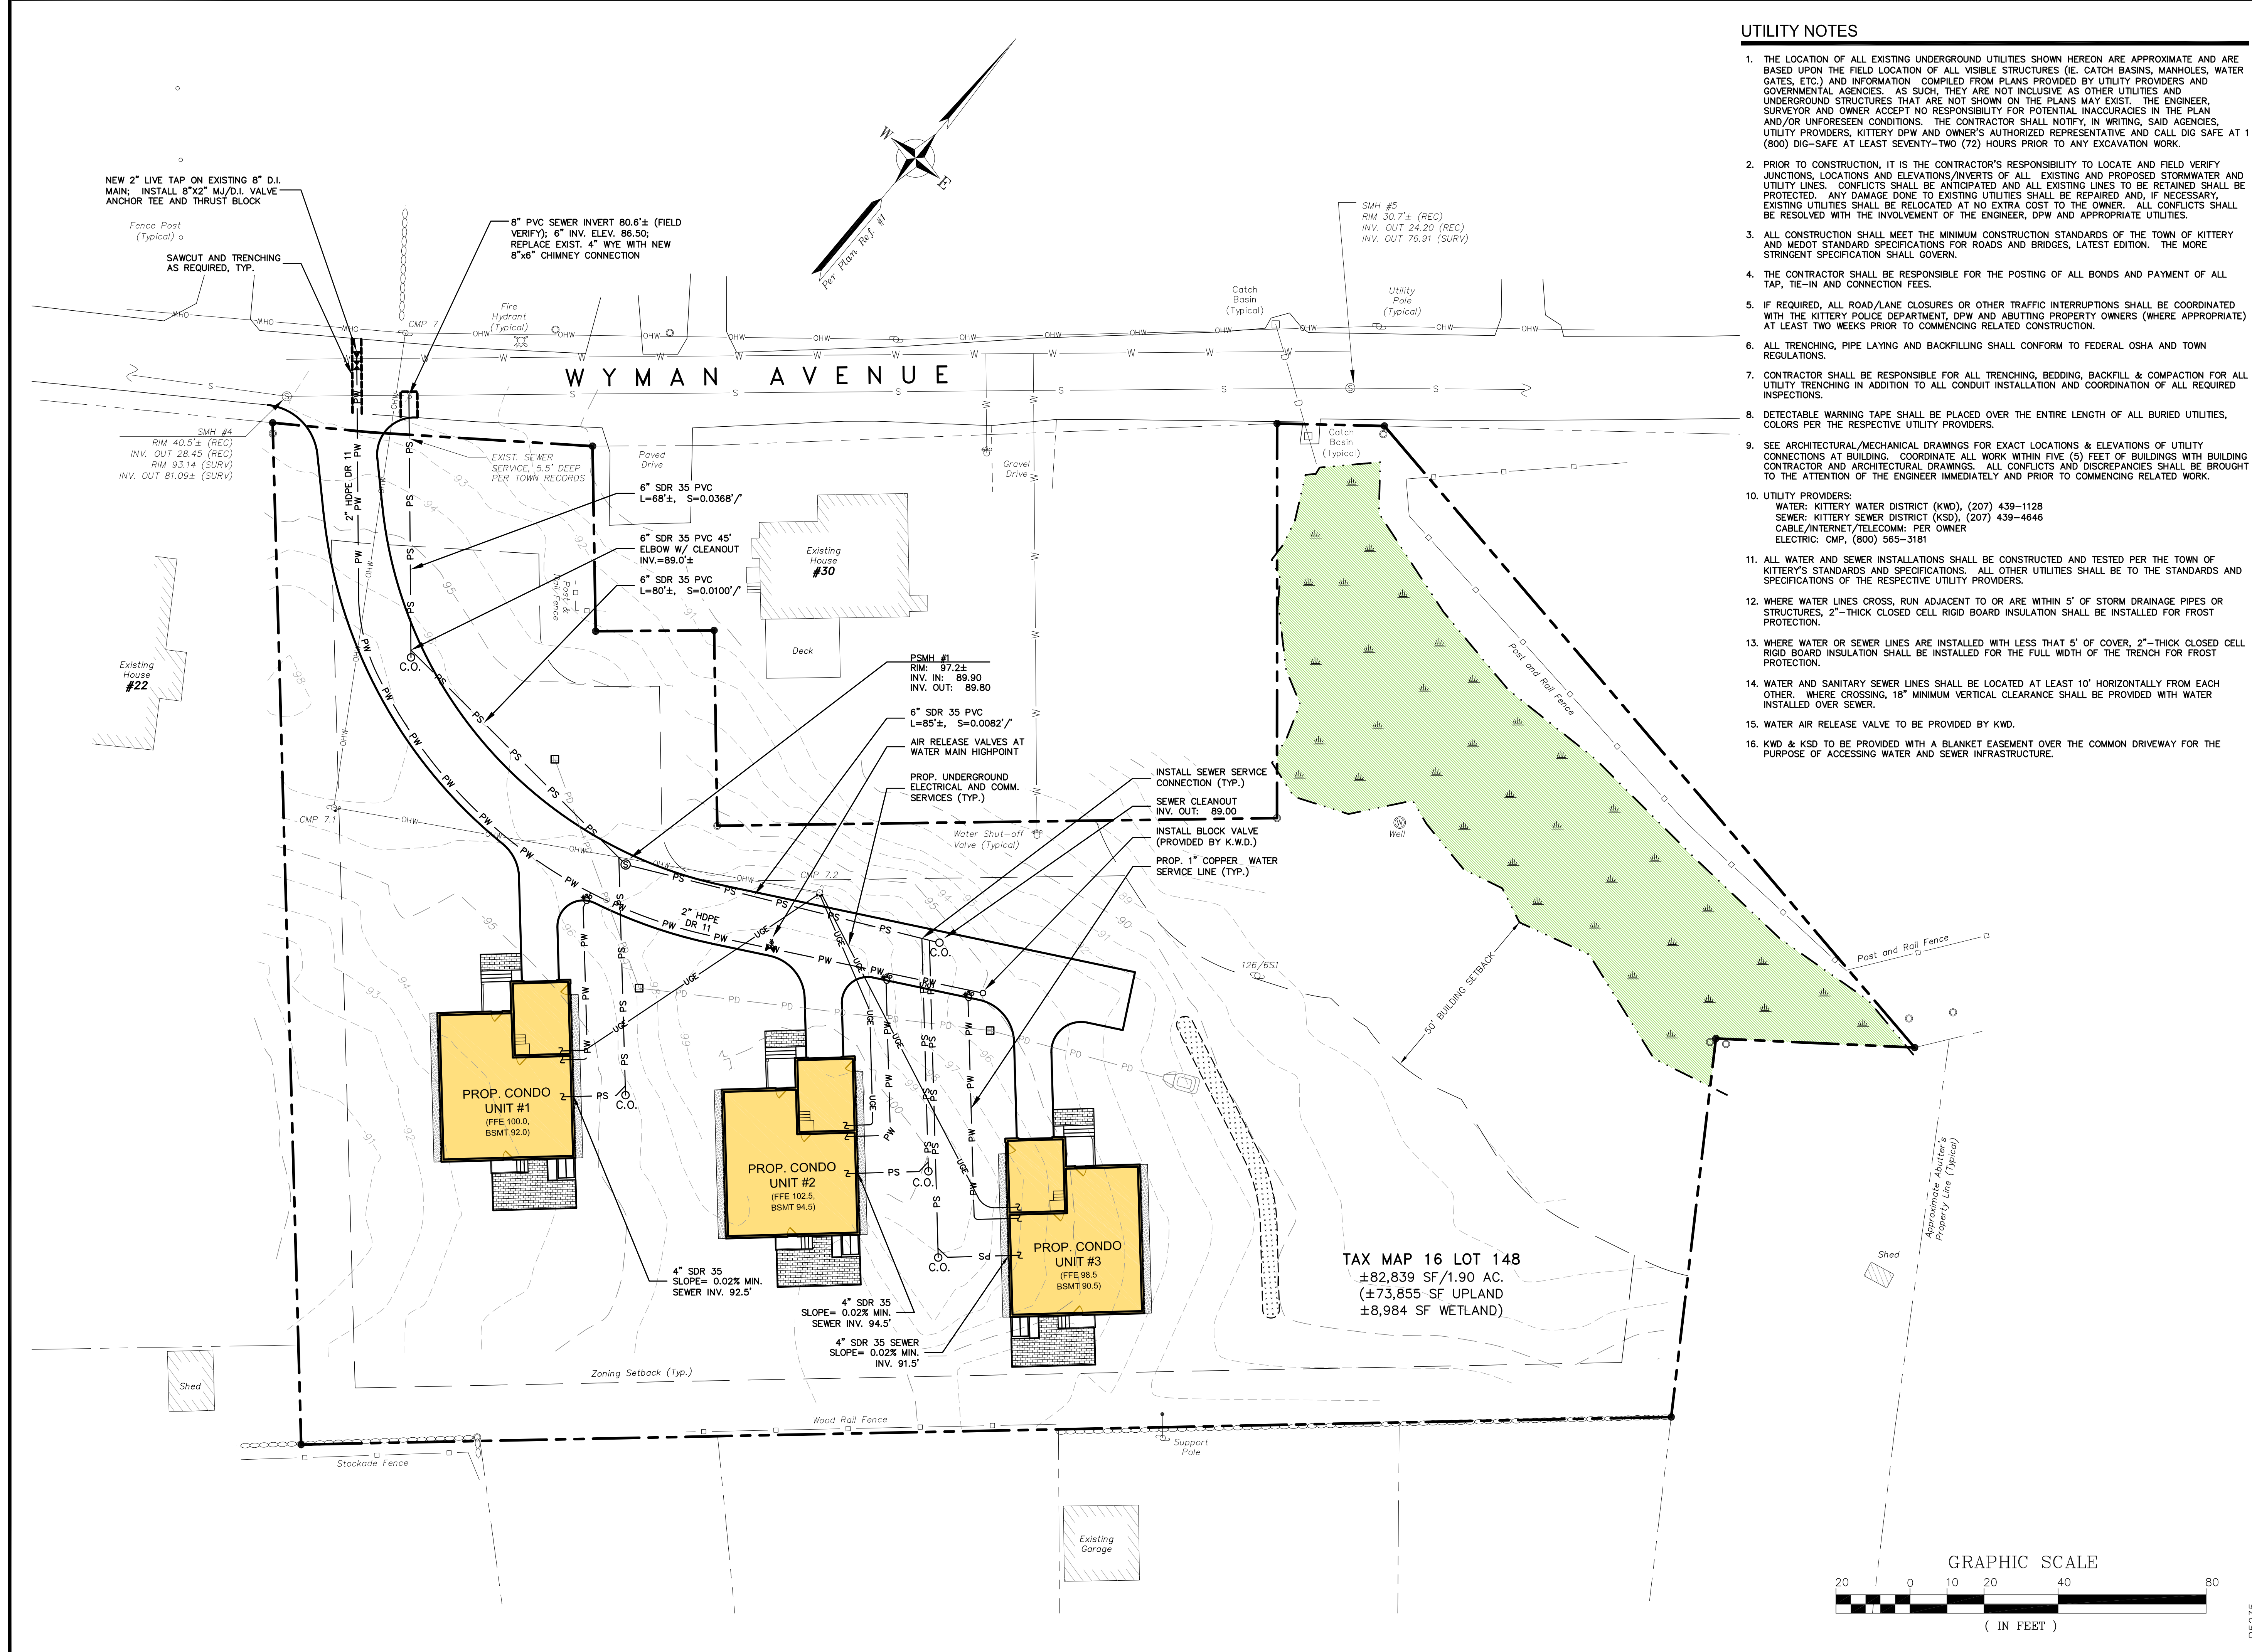 UTILITY NOTES
1. THE LOCATION OF ALL EXISTING UNDERGROUND UTILITIES SHOWN HEREON ARE APPROXIMATE AND ARE
BASED UPON THE FIELD LOCATION OF ALL VISIBLE STRUCTURES (IE. CATCH BASINS, MANHOLES, WATER
GATES, ETC.) AND INFORMATION COMPILED FROM PLANS PROVIDED BY UTILITY PROVIDERS AND
GOVERNMENTAL AGENCIES. AS SUCH, THEY ARE NOT INCLUSIVE AS OTHER UTILITIES AND
UNDERGROUND STRUCTURES THAT ARE NOT SHOWN ON THE PLANS MAY EXIST. THE ENGINEER,
SURVEYOR AND OWNER ACCEPT NO RESPONSIBILITY FOR POTENTIAL INACCURACIES IN THE PLAN
AND/OR UNFORESEEN CONDITIONS. THE CONTRACTOR SHALL NOTIFY, IN WRITING, SAID AGENCIES,
UTILITY PROVIDERS, KITTERY DPW AND OWNER'S AUTHORIZED REPRESENTATIVE AND CALL DIG SAFE AT 1
(800) DIG-SAFE AT LEAST SEVENTY-TWO (72) HOURS PRIOR TO ANY EXCAVATION WORK.
2. PRIOR TO CONSTRUCTION, IT IS THE CONTRACTOR'S RESPONSIBILITY TO LOCATE AND FIELD VERIFY
JUNCTIONS, LOCATIONS AND ELEVATIONS/INVERTS OF ALL EXISTING AND PROPOSED STORMWATER AND
UTILITY LINES. CONFLICTS SHALL BE ANTICIPATED AND ALL EXISTING LINES TO BE RETAINED SHALL BE
PROTECTED. ANY DAMAGE DONE TO EXISTING UTILITIES SHALL BE REPAIRED AND, IF NECESSARY,
EXISTING UTILITIES SHALL BE RELOCATED AT NO EXTRA COST TO THE OWNER. ALL CONFLICTS SHALL
BE RESOLVED WITH THE INVOLVEMENT OF THE ENGINEER, DPW AND APPROPRIATE UTILITIES.
3. ALL CONSTRUCTION SHALL MEET THE MINIMUM CONSTRUCTION STANDARDS OF THE TOWN OF KITTERY
AND MEDOT STANDARD SPECIFICATIONS FOR ROADS AND BRIDGES, LATEST EDITION. THE MORE
STRINGENT SPECIFICATION SHALL GOVERN.
4. THE CONTRACTOR SHALL BE RESPONSIBLE FOR THE POSTING OF ALL BONDS AND PAYMENT OF ALL
TAP, TIE-IN AND CONNECTION FEES.
5. IF REQUIRED, ALL ROAD/LANE CLOSURES OR OTHER TRAFFIC INTERRUPTIONS SHALL BE COORDINATED
WITH THE KITTERY POLICE DEPARTMENT, DPW AND ABUTTING PROPERTY OWNERS (WHERE APPROPRIATE)
AT LEAST TWO WEEKS PRIOR TO COMMENCING RELATED CONSTRUCTION.
6. ALL TRENCHING, PIPE LAYING AND BACKFILLING SHALL CONFORM TO FEDERAL OSHA AND TOWN
REGULATIONS.
7. CONTRACTOR SHALL BE RESPONSIBLE FOR ALL TRENCHING, BEDDING, BACKFILL & COMPACTION FOR ALL
UTILITY TRENCHING IN ADDITION TO ALL CONDUIT INSTALLATION AND COORDINATION OF ALL REQUIRED
INSPECTIONS.
8. DETECTABLE WARNING TAPE SHALL BE PLACED OVER THE ENTIRE LENGTH OF ALL BURIED UTILITIES,
COLORS PER THE RESPECTIVE UTILITY PROVIDERS.
9. SEE ARCHITECTURAL/MECHANICAL DRAWINGS FOR EXACT LOCATIONS & ELEVATIONS OF UTILITY
CONNECTIONS AT BUILDING. COORDINATE ALL WORK WITHIN FIVE (5) FEET OF BUILDINGS WITH BUILDING
CONTRACTOR AND ARCHITECTURAL DRAWINGS. ALL CONFLICTS AND DISCREPANCIES SHALL BE BROUGHT
TO THE ATTENTION OF THE ENGINEER IMMEDIATELY AND PRIOR TO COMMENCING RELATED WORK.
10. UTILITY PROVIDERS:
WATER: KITTERY WATER DISTRICT (KWD), (207) 439-1128
SEWER: KITTERY SEWER DISTRICT (KSD), (207) 439-4646
CABLE/INTERNET/TELECOMM: PER OWNER
ELECTRIC: CMP, (800) 565-3181
11. ALL WATER AND SEWER INSTALLATIONS SHALL BE CONSTRUCTED AND TESTED PER THE TOWN OF
KITTERY'S STANDARDS AND SPECIFICATIONS. ALL OTHER UTILITIES SHALL BE TO THE STANDARDS AND
SPECIFICATIONS OF THE RESPECTIVE UTILITY PROVIDERS.
12. WHERE WATER LINES CROSS, RUN ADJACENT TO OR ARE WITHIN 5' OF STORM DRAINAGE PIPES OR
STRUCTURES, 2"-THICK CLOSED CELL RIGID BOARD INSULATION SHALL BE INSTALLED FOR FROST
PROTECTION.
13. WHERE WATER OR SEWER LINES ARE INSTALLED WITH LESS THAT 5' OF COVER, 2"-THICK CLOSED CELL
RIGID BOARD INSULATION SHALL BE INSTALLED FOR THE FULL WIDTH OF THE TRENCH FOR FROST
PROTECTION.
14. WATER AND SANITARY SEWER LINES SHALL BE LOCATED AT LEAST 10' HORIZONTALLY FROM EACH
OTHER. WHERE CROSSING, 18" MINIMUM VERTICAL CLEARANCE SHALL BE PROVIDED WITH WATER
INSTALLED OVER SEWER.
15. WATER AIR RELEASE VALVE TO BE PROVIDED BY KWD.
16. KWD & KSD TO BE PROVIDED WITH A BLANKET EASEMENT OVER THE COMMON DRIVEWAY FOR THE
PURPOSE OF ACCESSING WATER AND SEWER INFRASTRUCTURE.
NEW 2" LIVE TAP ON EXISTING 8" D.I.
MAIN; INSTALL 8"X2" MJ/D.I. VALVE
ANCHOR TEE AND THRUST BLOCK
Fence Post
(Typical)
SAWCUT AND TRENCHING
AS REQUIRED, TYP.
8" PVC SEWER INVERT 80.6'± (FIELD
VERIFY); 6" INV. ELEV. 86.50;
REPLACE EXIST. 4" WYE WITH NEW
8"x6" CHIMNEY CONNECTION
W
E
Per Plan Ref. #1
SMH #5
RIM 30.7'± (REC)
INV. OUT 24.20 (REC)
INV. OUT 76.91 (SURV)
Catch
Basin
(Typical)
Utility
Pole
(Typical)
CMP 7
Fire
Hydrant
(Typical)
WYMAN AVENUE
SMH #4
RIM 40.5'± (REC)
INV. OUT 28.45 (REC)
RIM 93.14 (SURV)
INV. OUT 81.09± (SURV)
2" HDPE DR 11
EXIST. SEWER
SERVICE, 5.5' DEEP
PER TOWN RECORDS
Paved
Drive
Gravel
Drive
Catch
Basin
(Typical)
6" SDR 35 PVC
L=68'±, S=0.0368'/'
6" SDR 35 PVC 45'
ELBOW W/ CLEANOUT
INV.=89.0'±
6" SDR 35 PVC
L=80'±, S=0.0100'/'
Post &
Rail Fence
Existing
House
#30
Deck
Existing
House
#22
C.O.
PSMH #1
RIM: 97.2±
INV. IN: 89.90
INV. OUT: 89.80
6" SDR 35 PVC
L=85'±, S=0.0082'/'
AIR RELEASE VALVES AT
WATER MAIN HIGHPOINT
PROP. UNDERGROUND
ELECTRICAL AND COMM.
SERVICES (TYP.)
INSTALL SEWER SERVICE
CONNECTION (TYP.)
SEWER CLEANOUT
INV. OUT: 89.00
INSTALL BLOCK VALVE
(PROVIDED BY K.W.D.)
PROP. 1" COPPER WATER
SERVICE LINE (TYP.)
Water Shut-off
Valve (Typical)
CMP 7.1
CMP 7.2
2" HDPE
DR 11
C.O.
Well
Post and Rail Fence
Post and Rail Fence
126/6S1
50' BUILDING SETBACK
PROP. CONDO
UNIT #1
(FFE 100.0,
BSMT 92.0)
C.O.
PROP. CONDO
UNIT #2
(FFE 102.5,
BSMT 94.5)
C.O.
C.O.
PROP. CONDO
UNIT #3
(FFE 98.5
BSMT 90.5)
4" SDR 35
SLOPE= 0.02% MIN.
SEWER INV. 92.5'
4" SDR 35
SLOPE= 0.02% MIN.
SEWER INV. 94.5'
4" SDR 35 SEWER
SLOPE= 0.02% MIN.
INV. 91.5'
TAX MAP 16 LOT 148
±82,839 SF/1.90 AC.
(±73,855 SF UPLAND
±8,984 SF WETLAND)
Approximate Abutter's
Property Line (Typical)
Shed
Shed
Zoning Setback (Typ.)
Wood Rail Fence
Stockade Fence
Support
Pole
Existing
Garage
GRAPHIC SCALE
20 0 10 20 40 80
( IN FEET )